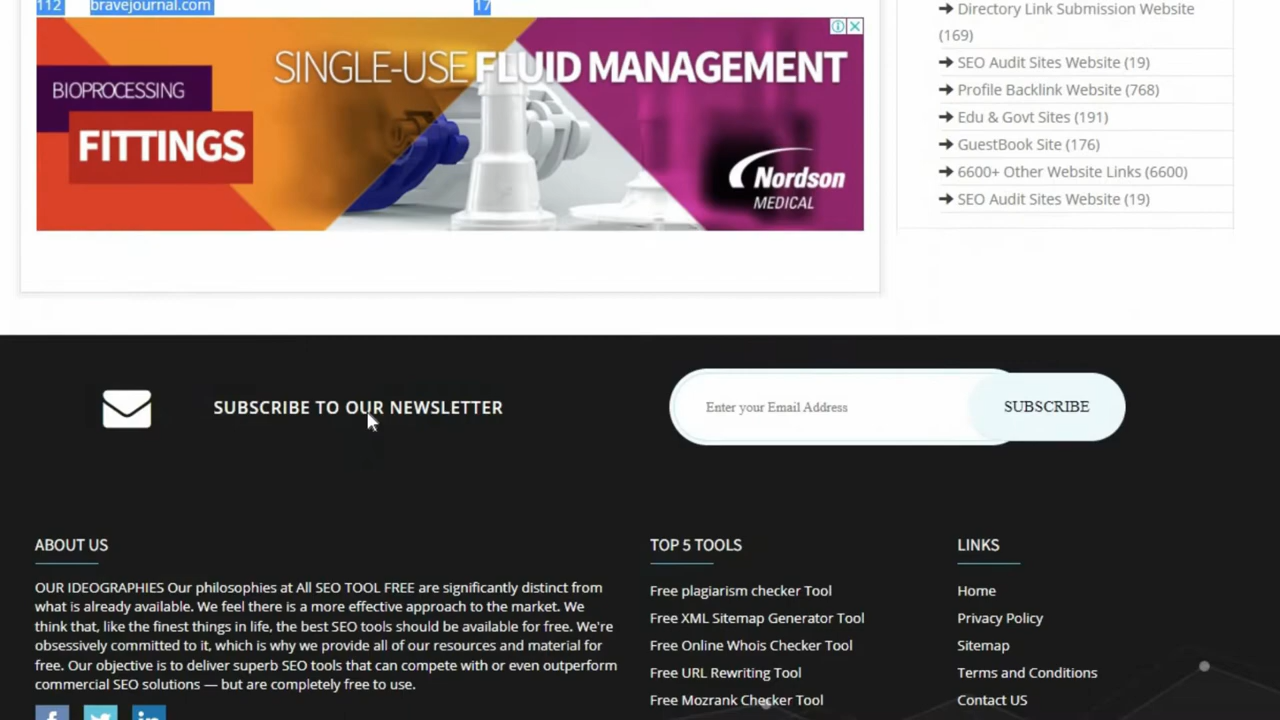 112 bravejournal.com 17
SINGLE-USE FLUID MANAGEMENT
BIOPROCESSING
FITTINGS
Nordson
MEDICAL
Directory Link Submission Website
(169)
SEO Audit Sites Website (19)
Profile Backlink Website (768)
Edu & Govt Sites (191)
GuestBook Site (176)
6600+ Other Website Links (6600)
SEO Audit Sites Website (19)
SUBSCRIBE TO OUR NEWSLETTER
Enter your Email Address
SUBSCRIBE
ABOUT US
OUR IDEOGRAPHIES Our philosophies at All SEO TOOL FREE are significantly distinct from
what is already available. We feel there is a more effective approach to the market. We
think that, like the finest things in life, the best SEO tools should be available for free. We're
obsessively committed to it, which is why we provide all of our resources and material for
free. Our objective is to deliver superb SEO tools that can compete with or even outperform
commercial SEO solutions — but are completely free to use.
TOP 5 TOOLS
Free plagiarism checker Tool
Free XML Sitemap Generator Tool
Free Online Whois Checker Tool
Free URL Rewriting Tool
Free Mozrank Checker Tool
LINKS
Home
Privacy Policy
Sitemap
Terms and Conditions
Contact US